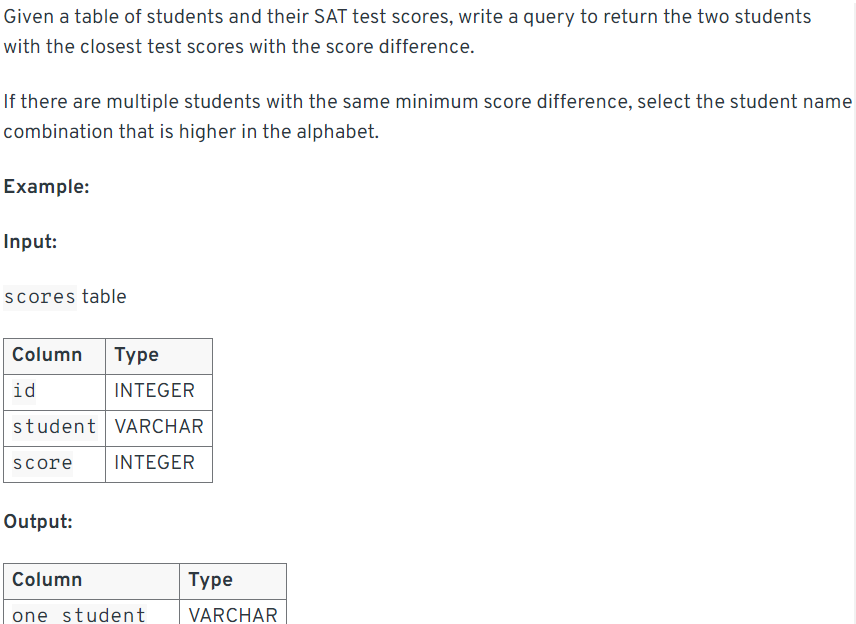 Given a table of students and their SAT test scores, write a query to return the two students
with the closest test scores with the score difference.
If there are multiple students with the same minimum score difference, select the student name
combination that is higher in the alphabet.
Example:
Input:
scores table
Column Type
id INTEGER
student VARCHAR
score INTEGER
Output:
Column Type
one_student VARCHAR